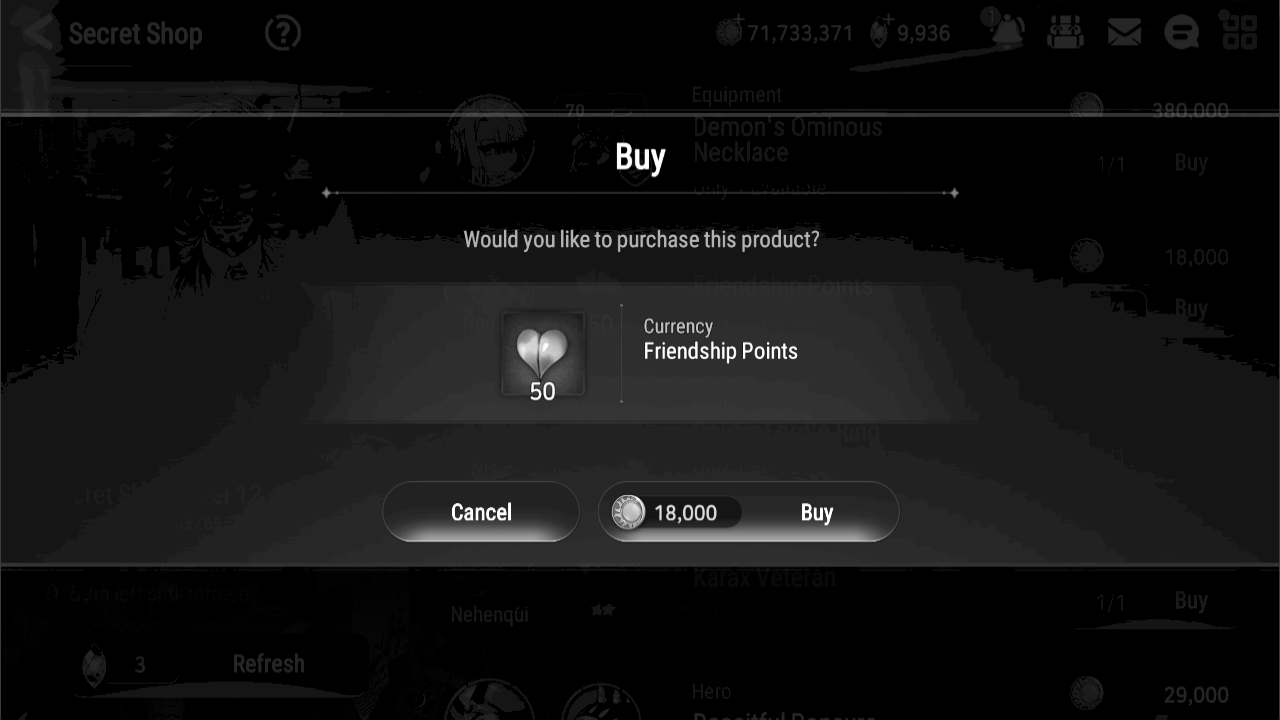 Secret Shop
71,733,371
9,936
1
Equipment
380,000
70
Demon's Ominous
Necklace
1/1
Buy
Buy
Would you like to purchase this product?
18,000
Friendship Points
Buy
Currency
Friendship Points
50
Cancel
18,000
Buy
Karax Veteran
1/1
Buy
Nehenqui
3
Refresh
Hero
29,000